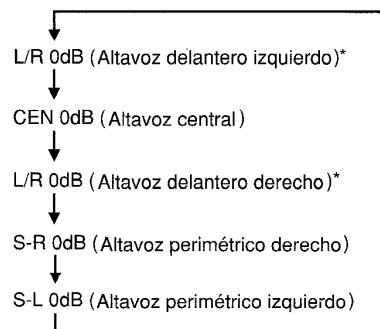 L/R 0dB (Altavoz delantero izquierdo)*
CEN 0dB (Altavoz central)
L/R 0dB (Altavoz delantero derecho)*
S-R 0dB (Altavoz perimétrico derecho)
S-L 0dB (Altavoz perimétrico izquierdo)